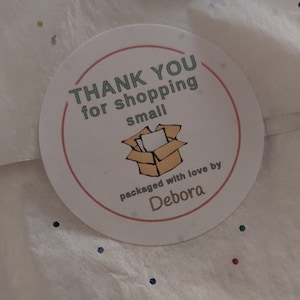 THANK YOU
for shopping
small
packaged with love by
Debora